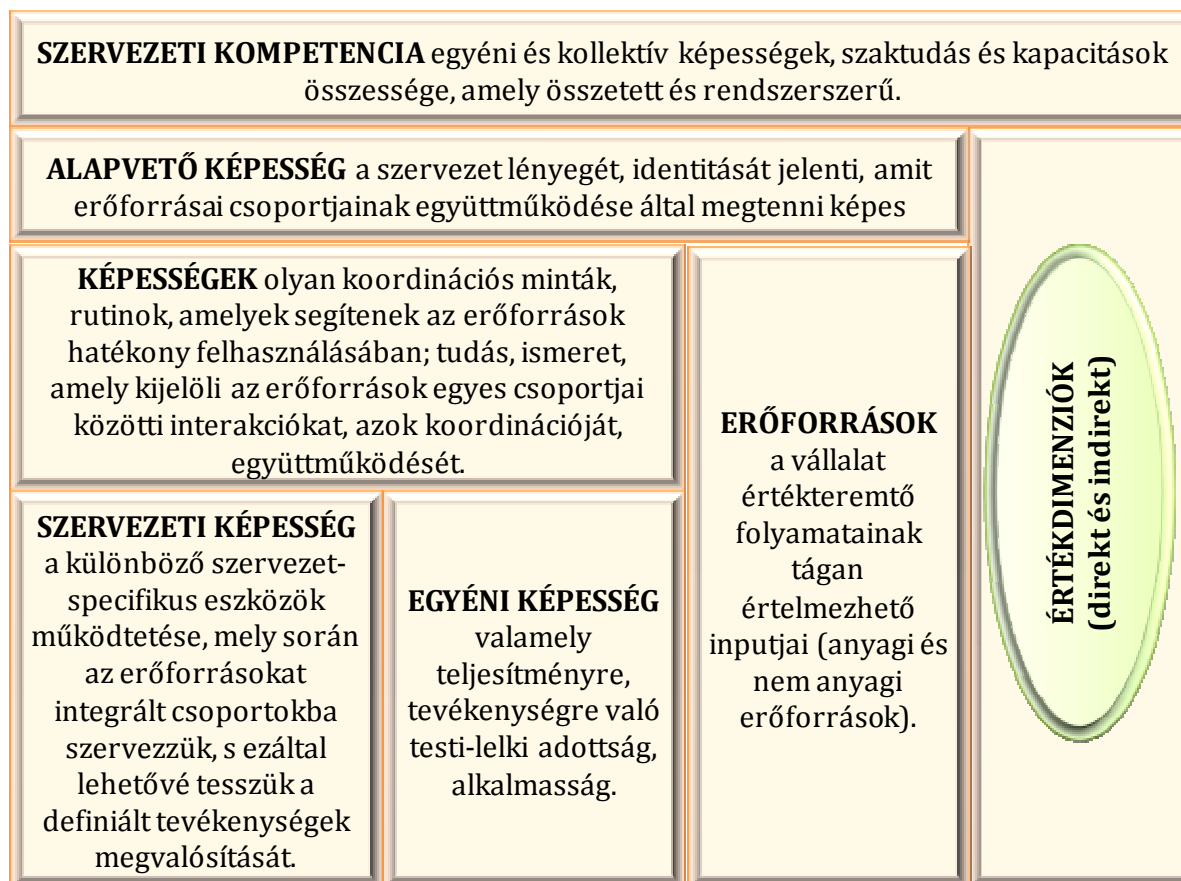 SZERVEZETI KOMPETENCIA egyéni és kollektív képességek, szaktudás és kapacitások
összessége, amely összetett és rendszerszerű.
ALAPVETŐ KÉPESSÉG a szervezet lényegét, identitását jelenti, amit
erőforrásai csoportjainak együttműködése által megtenni képes
KÉPESSÉGEK olyan koordinációs minták,
rutinok, amelyek segítenek az erőforrások
hatékony felhasználásában; tudás, ismeret,
amely kijelöli az erőforrások egyes csoportjai
közötti interakciókat, azok koordinációját,
együttműködését.
SZERVEZETI KÉPESSÉG
a különböző szervezet-
specifikus eszközök
működtetése, mely során
az erőforrásokat
integrált csoportokba
szervezzük, s ezáltal
lehetővé tesszük a
definiált tevékenységek
megvalósítását.
EGYÉNI KÉPESSÉG
valamely
teljesítményre,
tevékenységre való
testi-lelki adottság,
alkalmasság.
ERŐFORRÁSOK
a vállalat
értékteremtő
folyamatainak
tágan
értelmezhető
inputjai (anyagi és
nem anyagi
erőforrások).
ÉRTÉKDIMENZIÓK
(direkt és indirekt)